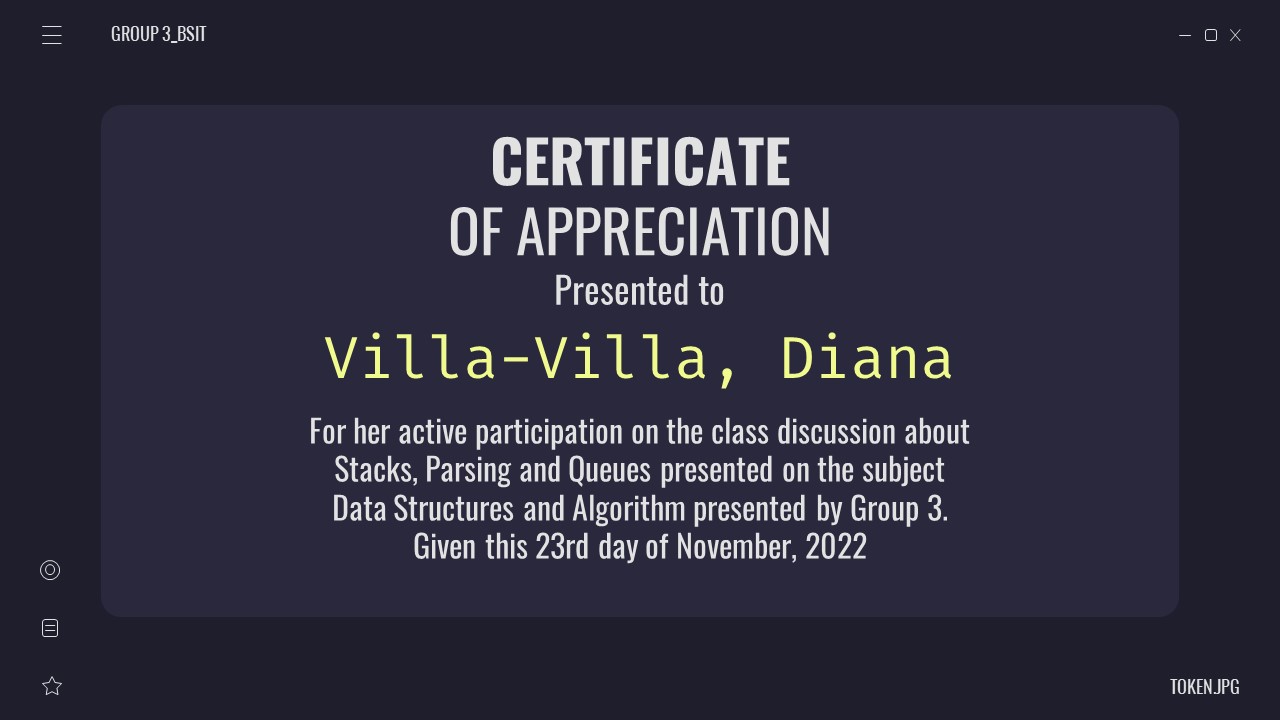 GROUP 3_BSIT
CERTIFICATE
OF APPRECIATION
Presented to
Villa-Villa, Diana
For her active participation on the class discussion about
Stacks, Parsing and Queues presented on the subject
Data Structures and Algorithm presented by Group 3.
Given this 23rd day of November, 2022
TOKEN.JPG